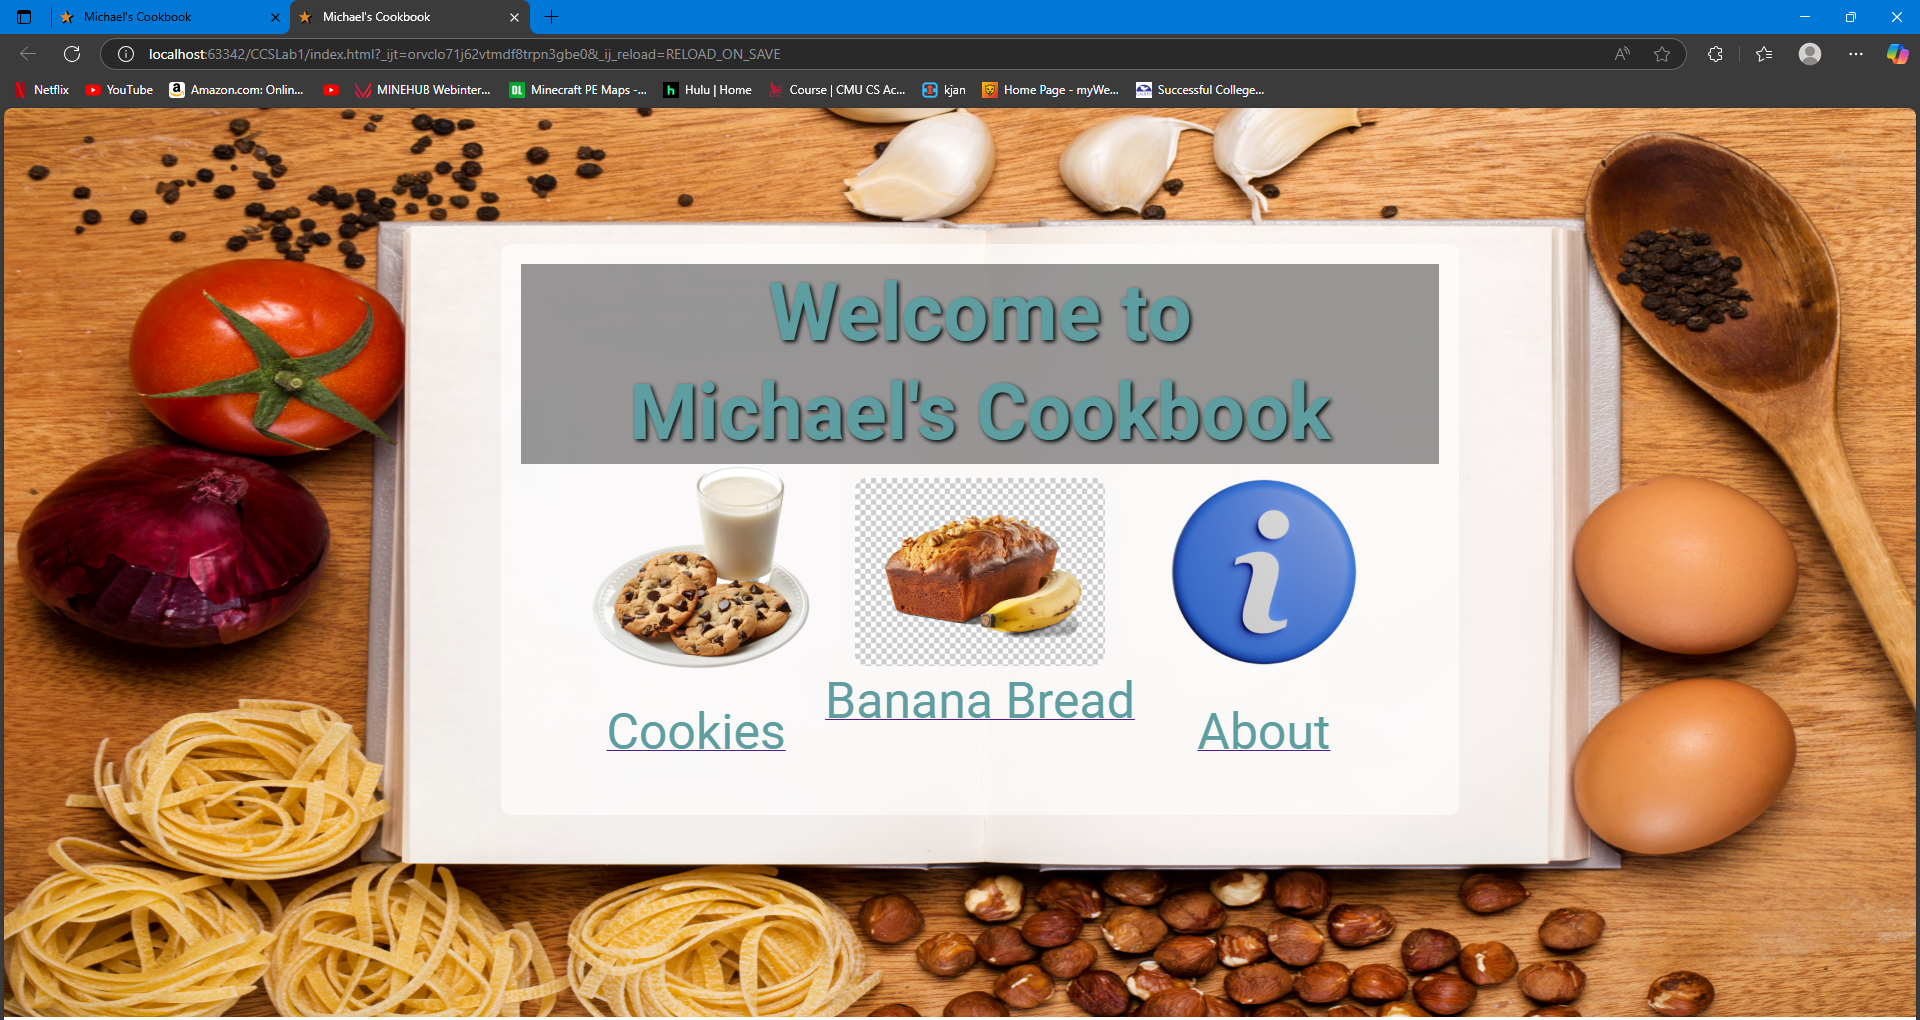 Michael's Cookbook
Michael's Cookbook
localhost:63342/CCSLab1/index.html?_ijt=orvclo71j62vtmdf8trpn3gbe0&_ij_reload=RELOAD_ON_SAVE
Netflix YouTube Amazon.com: Onlin... MINEHUB Webinter... Minecraft PE Maps -... Hulu | Home Course | CMU CS Ac... kjan Home Page - myWe... Successful College...
Welcome to
Michael's Cookbook
Cookies
Banana Bread
About